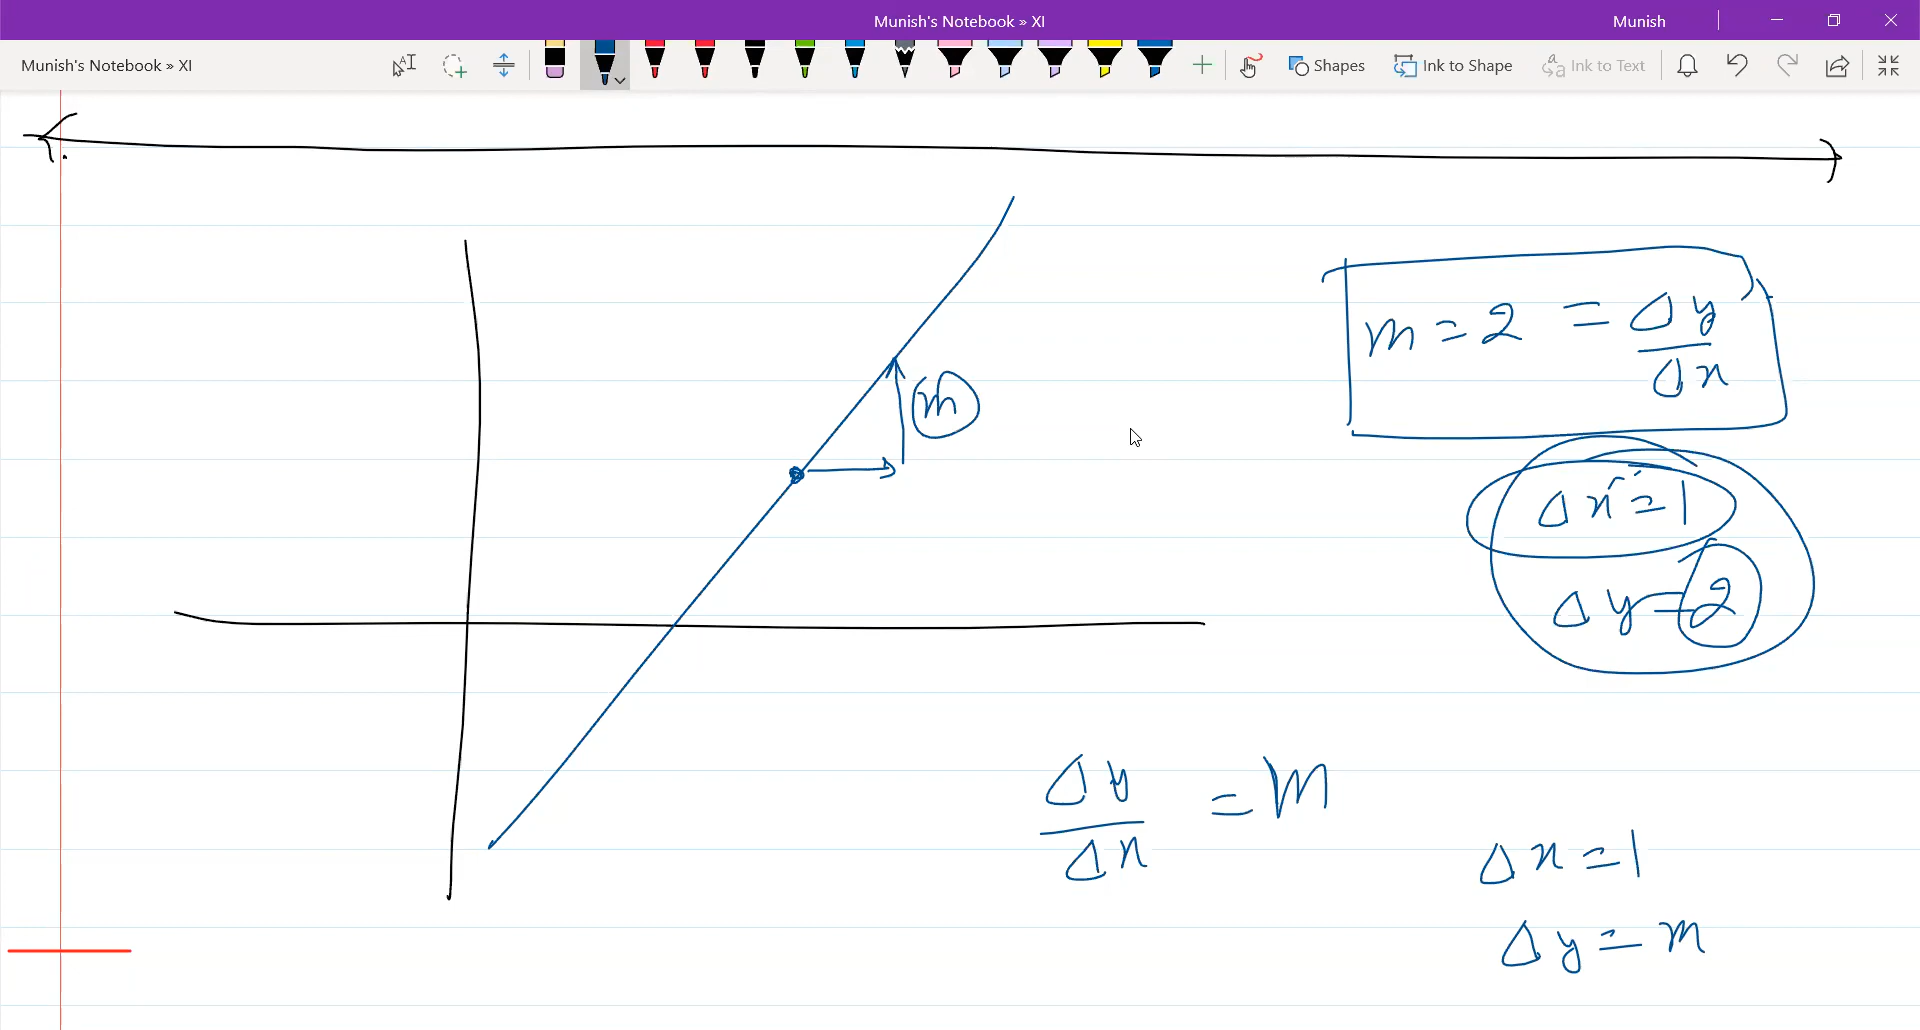 Munish's Notebook » XI
Munish
Munish's Notebook » XI
Shapes
Ink to Shape
Ink to Text
m = 2 = Δy/Δx
m
Δx = 1
Δy = 2
Δy/Δx = m
Δx = 1
Δy = m